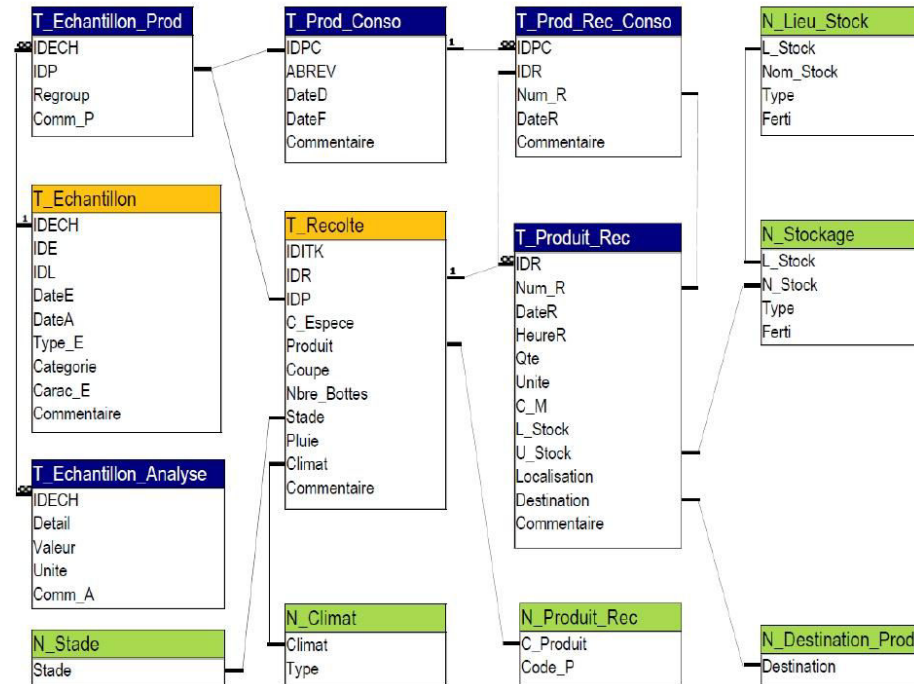 T_Echantillon_Prod
IDECH
IDP
Regroup
Comm_P
T_Prod_Conso
IDPC
ABREV
DateD
DateF
Commentaire
T_Prod_Rec_Conso
IDPC
IDR
Num_R
DateR
Commentaire
N_Lieu_Stock
L_Stock
Nom_Stock
Type
Ferti
T_Echantillon
IDECH
IDE
IDL
DateE
DateA
Type_E
Categorie
Carac_E
Commentaire
T_Recolte
IDITK
IDR
IDP
C_Espece
Produit
Coupe
Nbre_Bottes
Stade
Pluie
Climat
Commentaire
T_Produit_Rec
IDR
Num_R
DateR
HeureR
Qte
Unite
C_M
L_Stock
U_Stock
Localisation
Destination
Commentaire
N_Stockage
L_Stock
N_Stock
Type
Ferti
T_Echantillon_Analyse
IDECH
Detail
Valeur
Unite
Comm_A
N_Stade
Stade
N_Climat
Climat
Type
N_Produit_Rec
C_Produit
Code_P
N_Destination_Prod
Destination
∞
1
∞
1
1
∞
∞